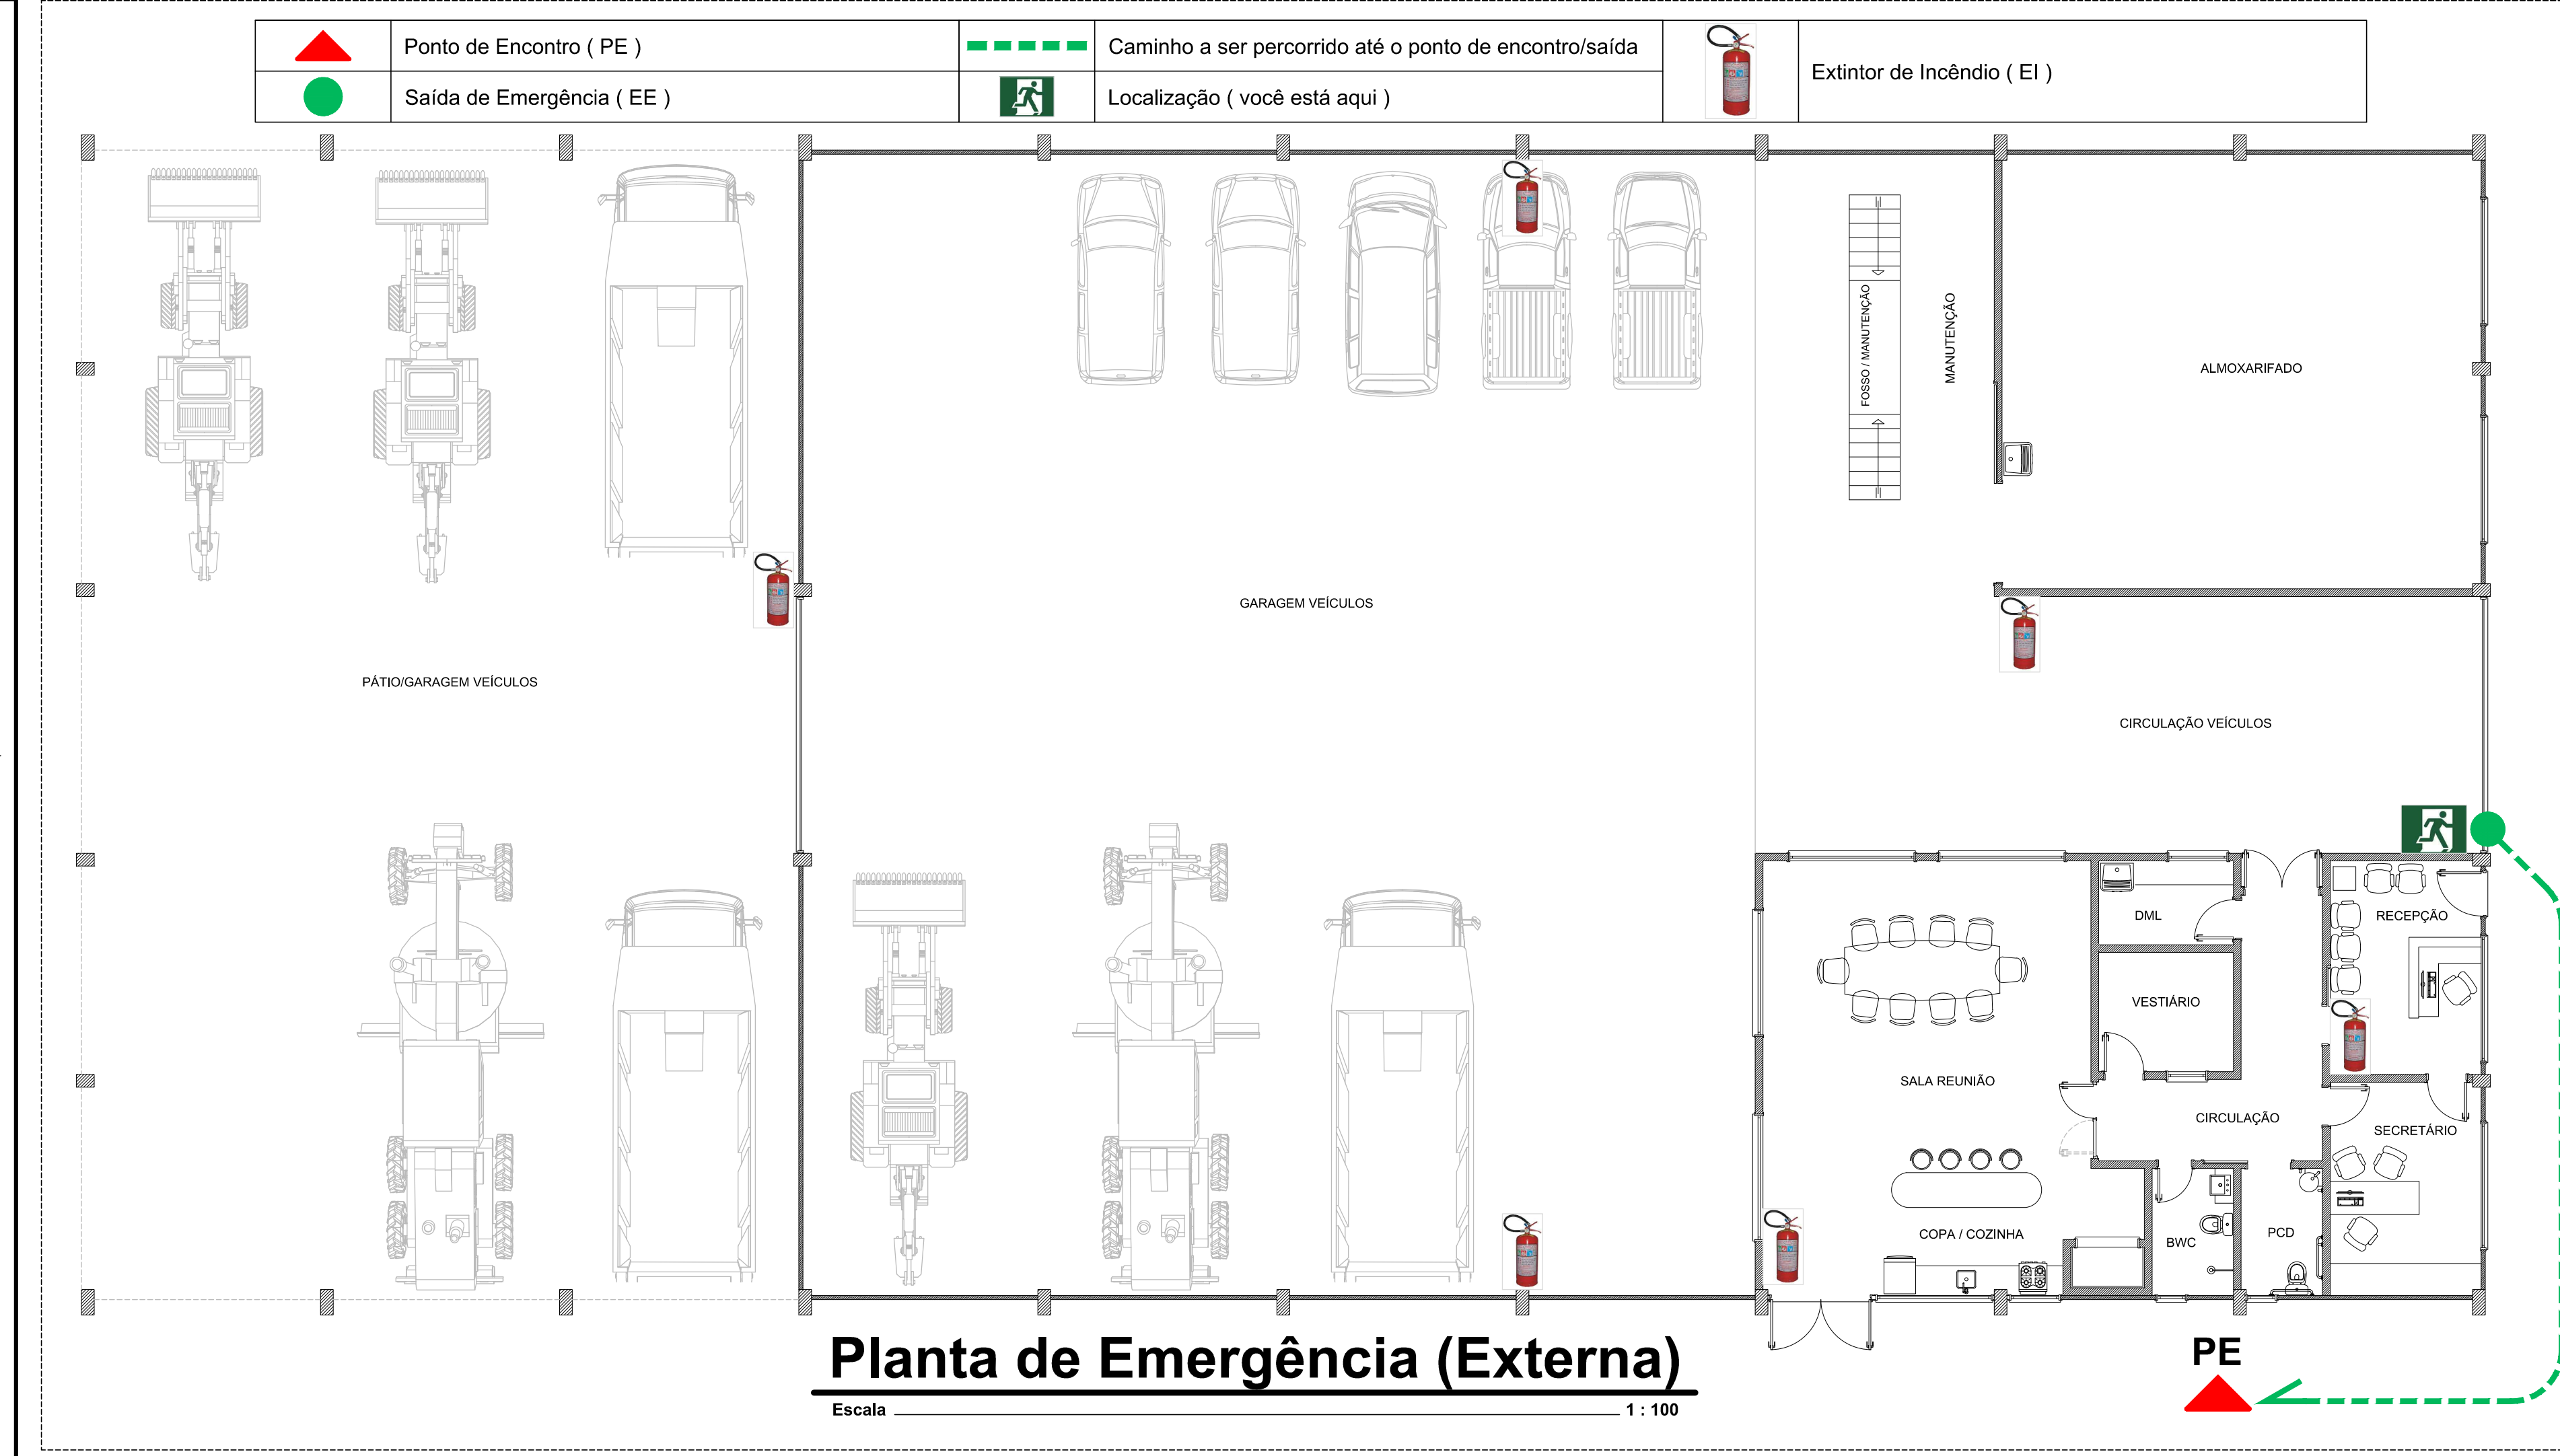 Ponto de Encontro ( PE )
Caminho a ser percorrido até o ponto de encontro/saída
Extintor de Incêndio ( EI )
Saída de Emergência ( EE )
Localização ( você está aqui )
FOSSO / MANUTENÇÃO
MANUTENÇÃO
ALMOXARIFADO
GARAGEM VEÍCULOS
PÁTIO/GARAGEM VEÍCULOS
CIRCULAÇÃO VEÍCULOS
DML
RECEPÇÃO
VESTIÁRIO
SALA REUNIÃO
CIRCULAÇÃO
SECRETÁRIO
COPA / COZINHA
BWC
PCD
Planta de Emergência (Externa)
PE
Escala 1 : 100